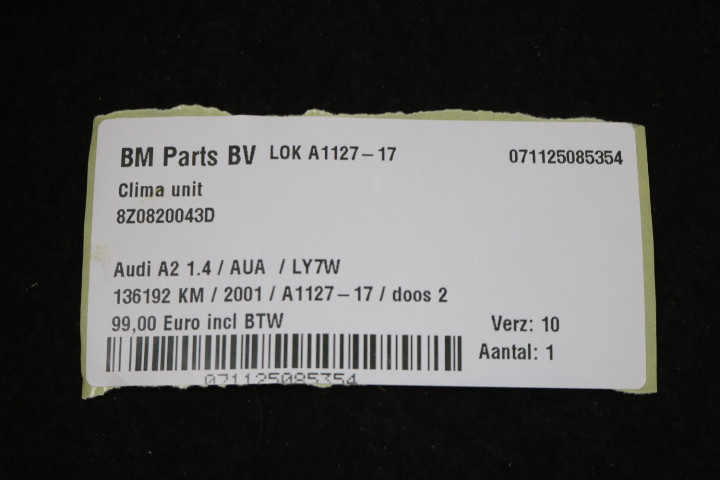 BM Parts BV LOK A1127-17 071125085354
Clima unit
8Z0820043D
Audi A2 1.4 / AUA / LY7W
136192 KM / 2001 / A1127-17 / doos 2
99,00 Euro incl BTW Verz: 10
Aantal: 1
071125085354